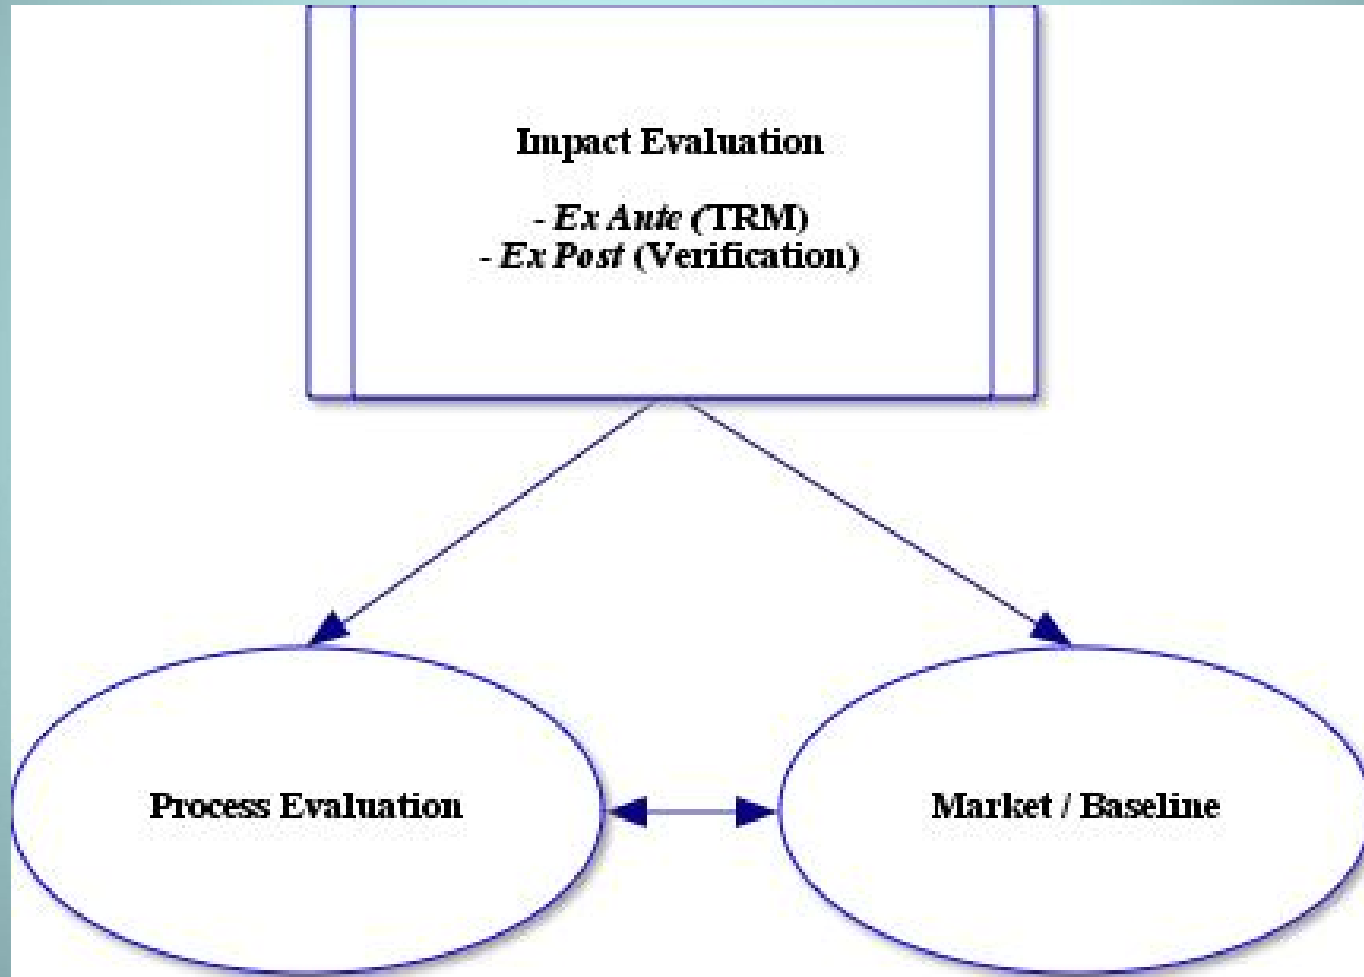 Impact Evaluation
- Ex Ante (TRM)
- Ex Post (Verification)
Process Evaluation
Market / Baseline